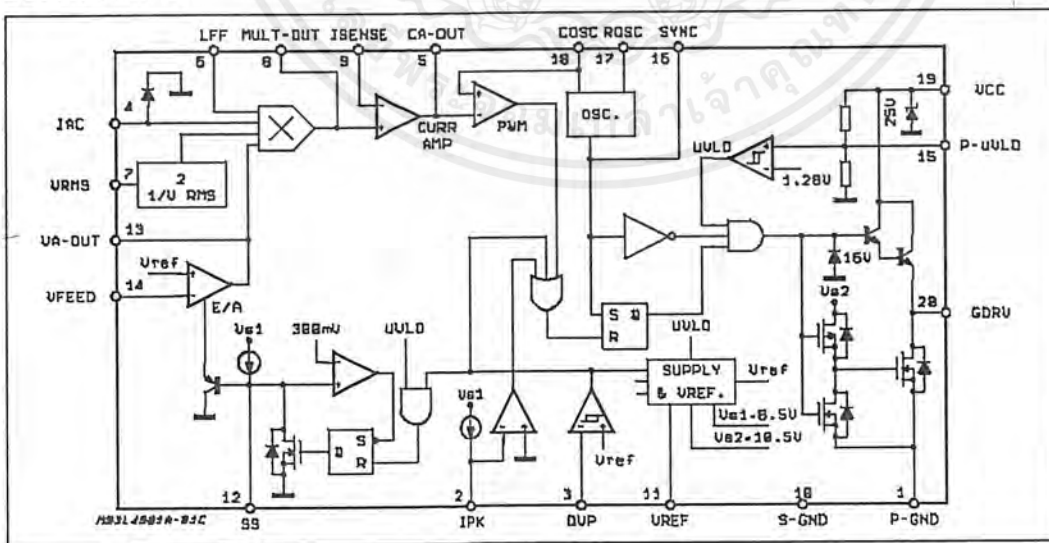 LFF MULT-OUT ISENSE CA-OUT COSC ROSC SYNC
6 8 9 5 18 17 16
19 VCC
4
IAC
25V
OSC.
CURR
AMP
PWM
UVLO
P-UVLO
15
1.28V
7
VRMS
2
1/V RMS
13
VA-OUT
15V
Vref
14
VFEED
E/A
Vs2
20 GDRV
Vs1
300mV
UVLO
S Q
R
UVLO
SUPPLY
& VREF.
Vref
Vs1
Vs1=8.5V
Vs2=10.5V
Q S
R
Vref
12 2 3 11 10 1
SS IPK OVP VREF S-GND P-GND